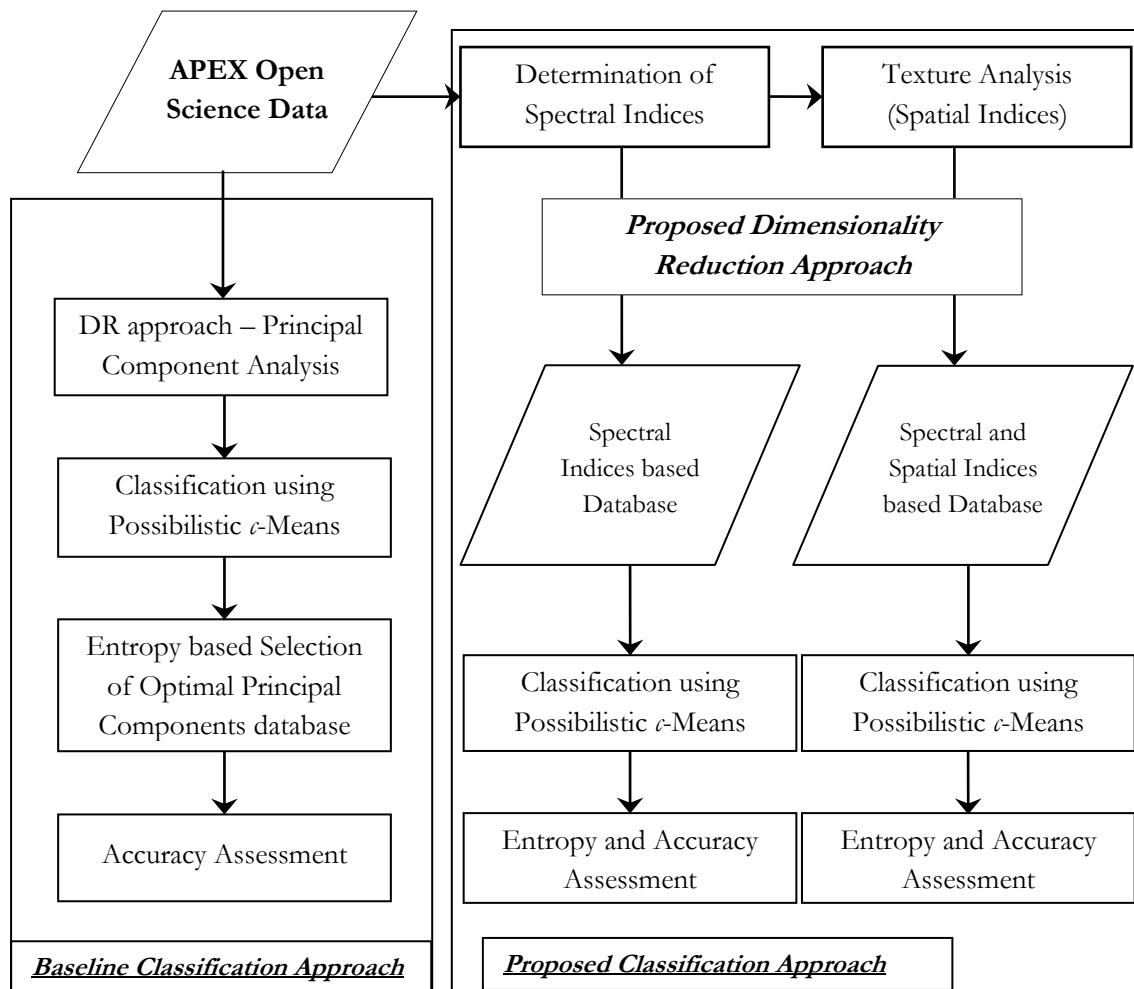 APEX Open
Science Data
Determination of
Spectral Indices
Texture Analysis
(Spatial Indices)
Proposed Dimensionality
Reduction Approach
DR approach – Principal
Component Analysis
Classification using
Possibilistic c-Means
Entropy based Selection
of Optimal Principal
Components database
Accuracy Assessment
Baseline Classification Approach
Spectral
Indices based
Database
Spectral and
Spatial Indices
based Database
Classification using
Possibilistic c-Means
Classification using
Possibilistic c-Means
Entropy and Accuracy
Assessment
Entropy and Accuracy
Assessment
Proposed Classification Approach